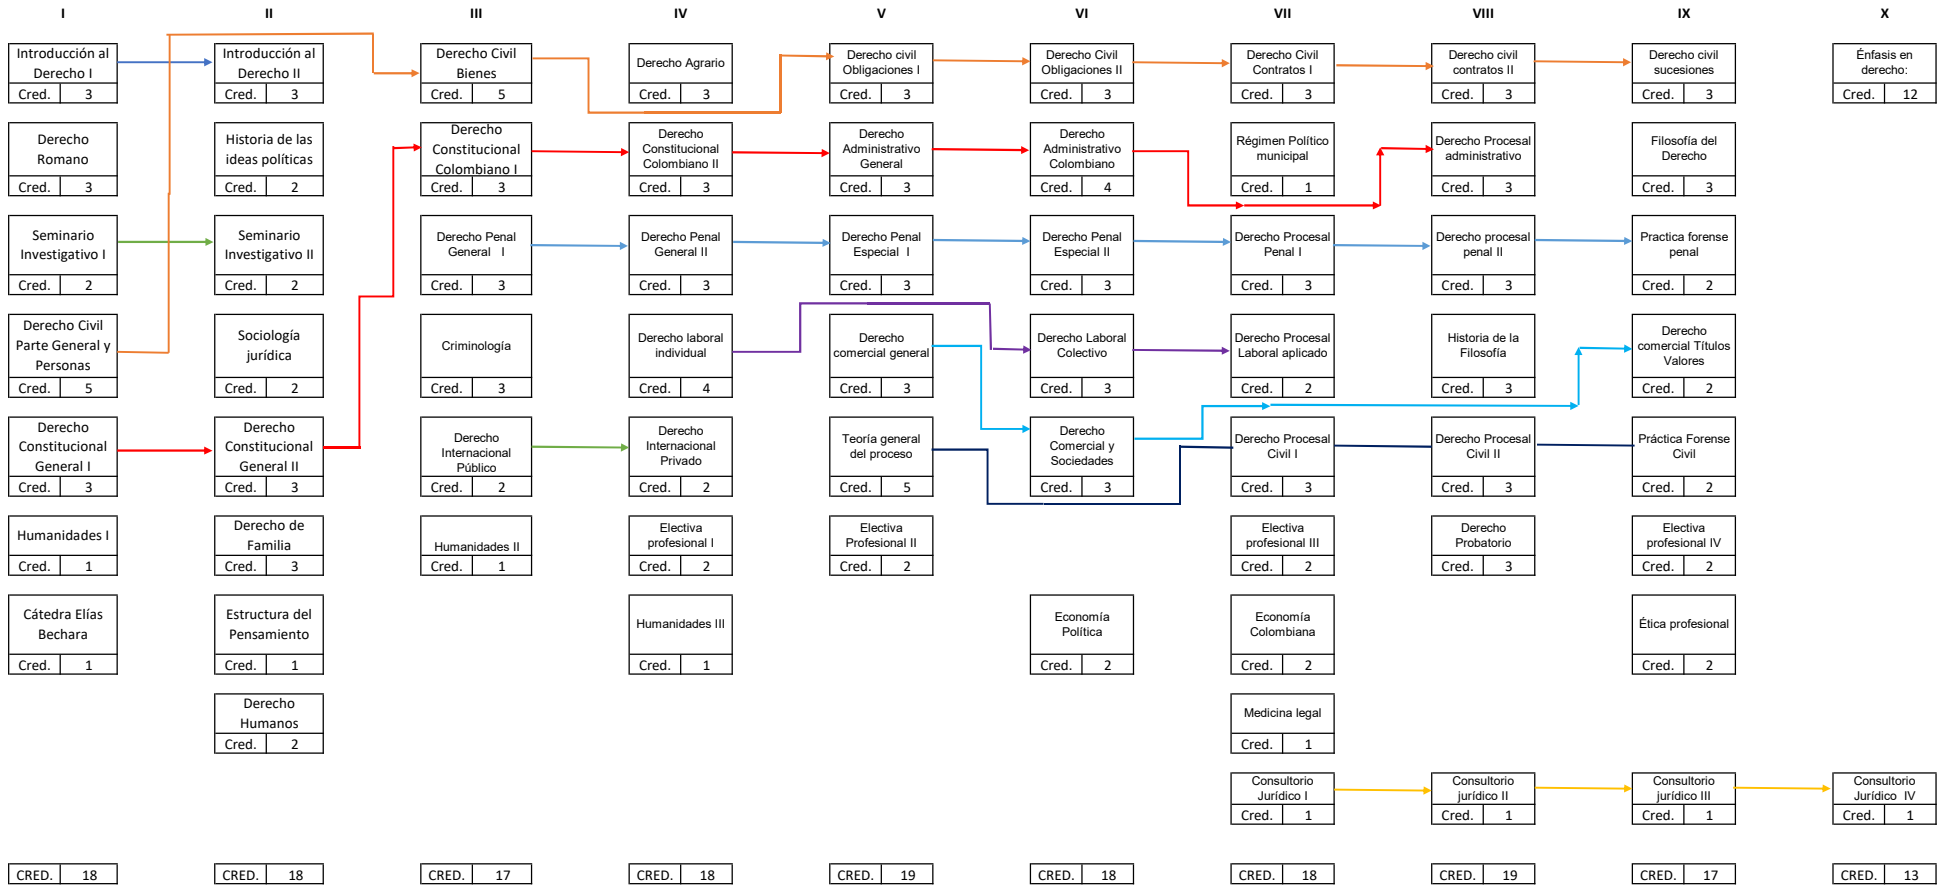 I II III IV V VI VII VIII IX X
Introducción al
Derecho I
Cred. 3
Introducción al
Derecho II
Cred. 3
Derecho Civil
Bienes
Cred. 5
Derecho Agrario
Cred. 3
Derecho civil
Obligaciones I
Cred. 3
Derecho Civil
Obligaciones II
Cred. 3
Derecho Civil
Contratos I
Cred. 3
Derecho civil
contratos II
Cred. 3
Derecho civil
sucesiones
Cred. 3
Énfasis en
derecho:
Cred. 12
Derecho
Romano
Cred. 3
Historia de las
ideas políticas
Cred. 2
Derecho
Constitucional
Colombiano I
Cred. 3
Derecho
Constitucional
Colombiano II
Cred. 3
Derecho
Administrativo
General
Cred. 3
Derecho
Administrativo
Colombiano
Cred. 4
Régimen Político
municipal
Cred. 1
Derecho Procesal
administrativo
Cred. 3
Filosofía del
Derecho
Cred. 3
Seminario
Investigativo I
Cred. 2
Seminario
Investigativo II
Cred. 2
Derecho Penal
General I
Cred. 3
Derecho Penal
General II
Cred. 3
Derecho Penal
Especial I
Cred. 3
Derecho Penal
Especial II
Cred. 3
Derecho Procesal
Penal I
Cred. 3
Derecho procesal
penal II
Cred. 3
Practica forense
penal
Cred. 2
Derecho Civil
Parte General y
Personas
Cred. 5
Sociología
jurídica
Cred. 2
Criminología
Cred. 3
Derecho laboral
individual
Cred. 4
Derecho
comercial general
Cred. 3
Derecho Laboral
Colectivo
Cred. 3
Derecho Procesal
Laboral aplicado
Cred. 2
Historia de la
Filosofía
Cred. 3
Derecho
comercial Títulos
Valores
Cred. 2
Derecho
Constitucional
General I
Cred. 3
Derecho
Constitucional
General II
Cred. 3
Derecho
Internacional
Público
Cred. 2
Derecho
Internacional
Privado
Cred. 2
Teoría general
del proceso
Cred. 5
Derecho
Comercial y
Sociedades
Cred. 3
Derecho Procesal
Civil I
Cred. 3
Derecho Procesal
Civil II
Cred. 3
Práctica Forense
Civil
Cred. 2
Humanidades I
Cred. 1
Derecho de
Familia
Cred. 3
Humanidades II
Cred. 1
Electiva
profesional I
Cred. 2
Electiva
Profesional II
Cred. 2
Electiva
profesional III
Cred. 2
Derecho
Probatorio
Cred. 3
Electiva
profesional IV
Cred. 2
Cátedra Elías
Bechara
Cred. 1
Estructura del
Pensamiento
Cred. 1
Humanidades III
Cred. 1
Economía
Política
Cred. 2
Economía
Colombiana
Cred. 2
Ética profesional
Cred. 2
Derecho
Humanos
Cred. 2
Medicina legal
Cred. 1
Consultorio
Jurídico I
Cred. 1
Consultorio
jurídico II
Cred. 1
Consultorio
jurídico III
Cred. 1
Consultorio
Jurídico IV
Cred. 1
CRED. 18
CRED. 18
CRED. 17
CRED. 18
CRED. 19
CRED. 18
CRED. 18
CRED. 19
CRED. 17
CRED. 13